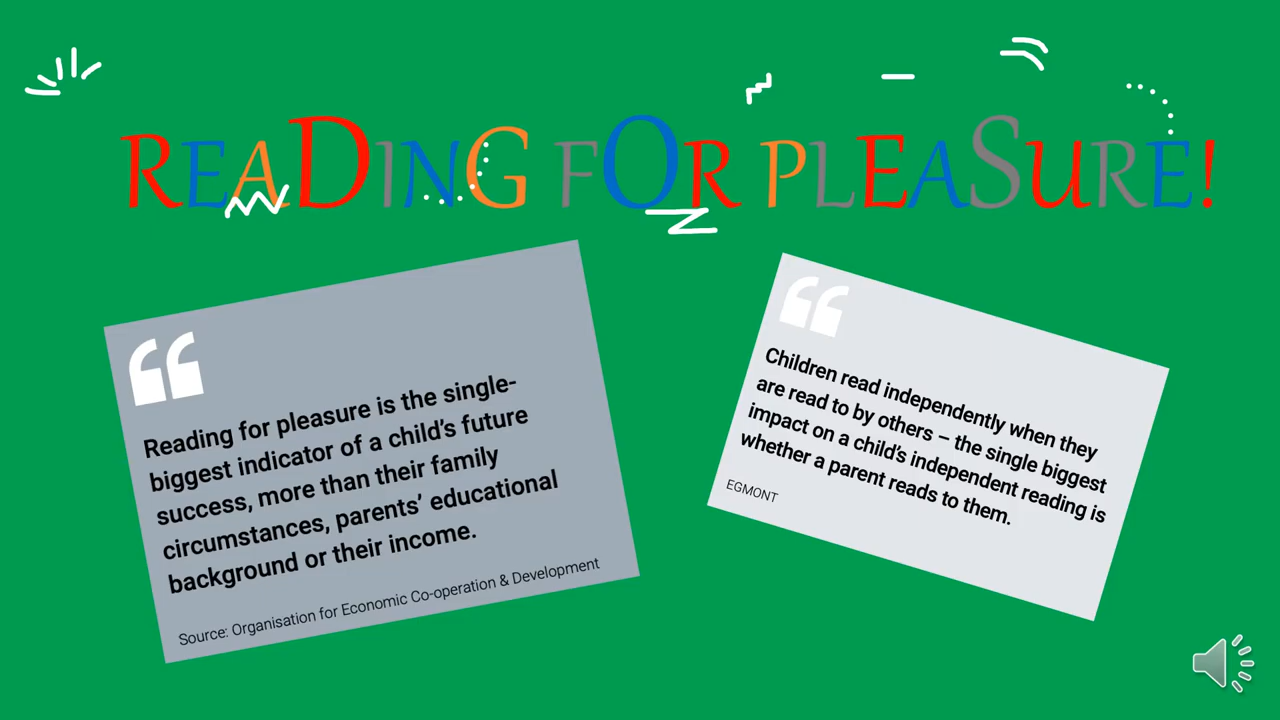 READING FOR PLEASURE!
“
Reading for pleasure is the single-
biggest indicator of a child’s future
success, more than their family
circumstances, parents’ educational
background or their income.
Source: Organisation for Economic Co-operation & Development
“
Children read independently when they
are read to by others – the single biggest
impact on a child’s independent reading is
whether a parent reads to them.
EGMONT